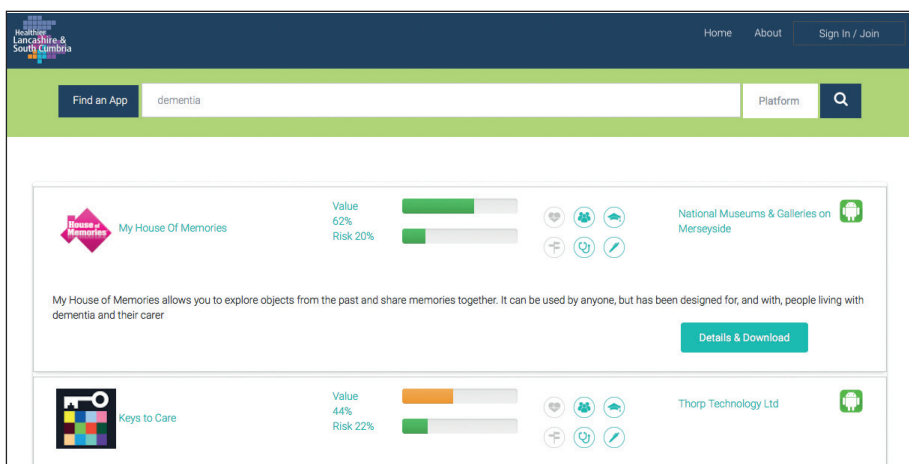 Healthier
Lancashire &
South Cumbria
Home About Sign In / Join
Find an App dementia Platform
House of
Memories
My House Of Memories
Value
62%
Risk 20%
National Museums & Galleries on
Merseyside
My House of Memories allows you to explore objects from the past and share memories together. It can be used by anyone, but has been designed for, and with, people living with
dementia and their carer
Details & Download
Keys to Care
Value
44%
Risk 22%
Thorp Technology Ltd